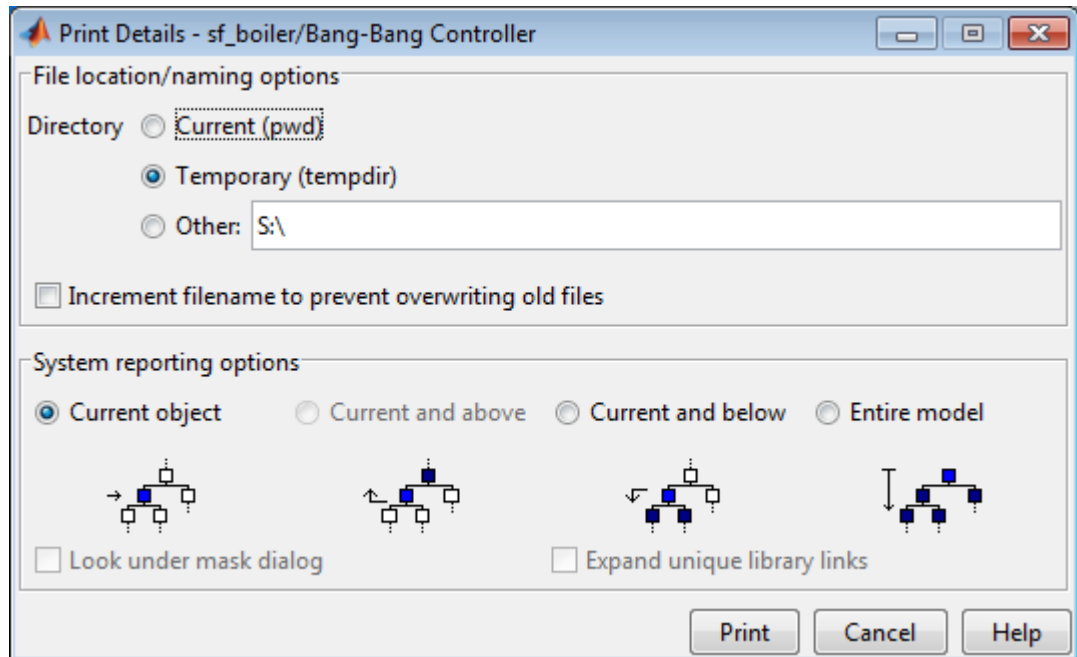 Print Details - sf_boiler/Bang-Bang Controller
File location/naming options
Directory Current (pwd)
Temporary (tempdir)
Other: S:\
Increment filename to prevent overwriting old files
System reporting options
Current object Current and above Current and below Entire model
Look under mask dialog Expand unique library links
Print Cancel Help